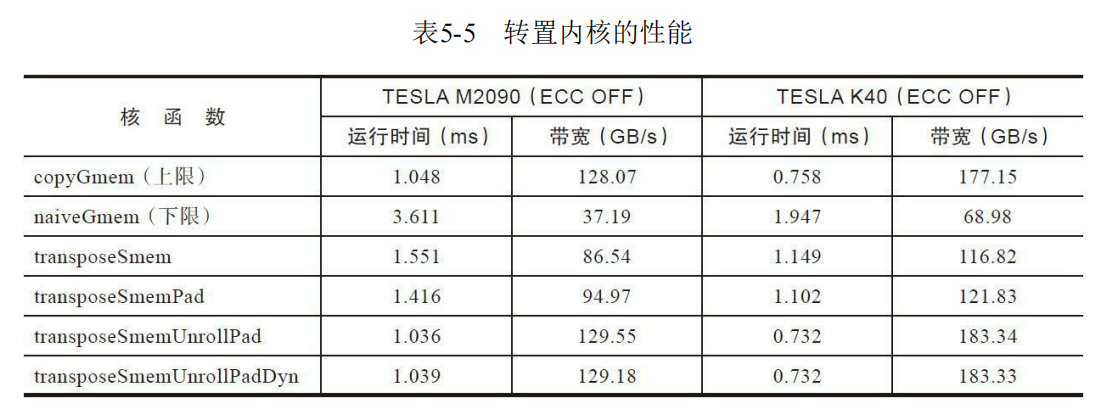 表5-5 转置内核的性能
核 函 数 TESLA M2090（ECC OFF） TESLA K40（ECC OFF）
运行时间（ms） 带宽（GB/s） 运行时间（ms） 带宽（GB/s）
copyGmem（上限） 1.048 128.07 0.758 177.15
naiveGmem（下限） 3.611 37.19 1.947 68.98
transposeSmem 1.551 86.54 1.149 116.82
transposeSmemPad 1.416 94.97 1.102 121.83
transposeSmemUnrollPad 1.036 129.55 0.732 183.34
transposeSmemUnrollPadDyn 1.039 129.18 0.732 183.33